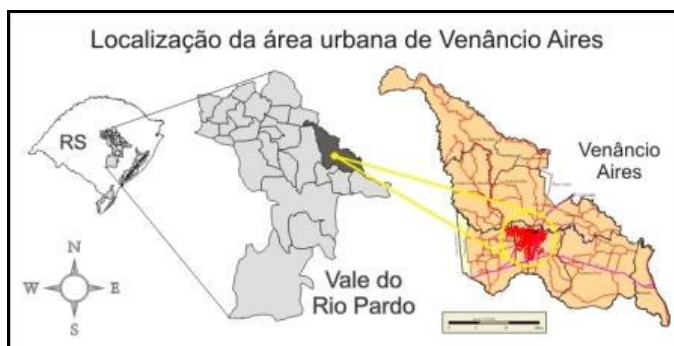 Localização da área urbana de Venâncio Aires
RS
Venâncio
Aires
Vale do
Rio Pardo
N
W E
S